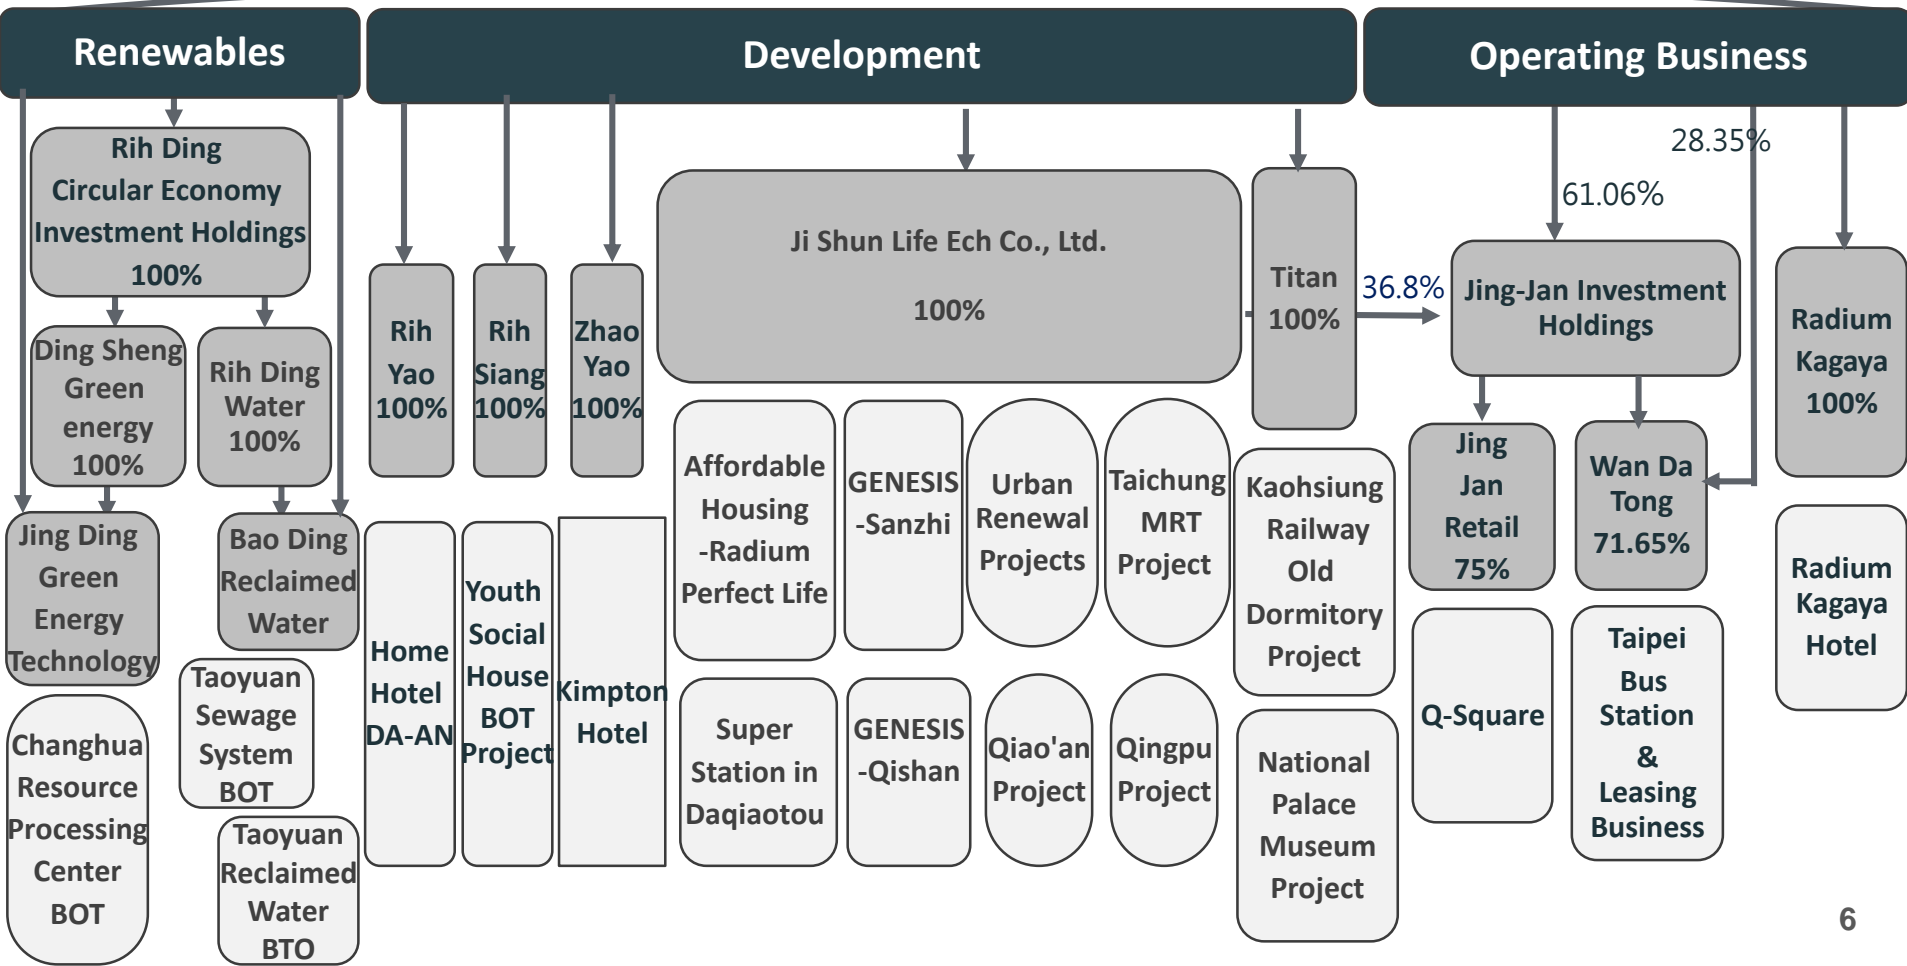 Renewables
Development
Operating Business
Rih Ding
Circular Economy
Investment Holdings
100%
Ding Sheng
Green
energy
100%
Rih Ding
Water
100%
Jing Ding
Green
Energy
Technology
Bao Ding
Reclaimed
Water
Changhua
Resource
Processing
Center
BOT
Taoyuan
Sewage
System
BOT
Taoyuan
Reclaimed
Water
BTO
Rih
Yao
100%
Rih
Siang
100%
Zhao
Yao
100%
Home
Hotel
DA-AN
Youth
Social
House
BOT
Project
Kimpton
Hotel
Ji Shun Life Ech Co., Ltd.
100%
Affordable
Housing
-Radium
Perfect Life
GENESIS
-Sanzhi
Urban
Renewal
Projects
Taichung
MRT
Project
Super
Station in
Daqiaotou
GENESIS
-Qishan
Qiao'an
Project
Qingpu
Project
Titan
100%
Kaohsiung
Railway
Old
Dormitory
Project
National
Palace
Museum
Project
36.8%
61.06%
28.35%
Jing-Jan Investment
Holdings
Jing
Jan
Retail
75%
Wan Da
Tong
71.65%
Q-Square
Taipei
Bus
Station
&
Leasing
Business
Radium
Kagaya
100%
Radium
Kagaya
Hotel
6